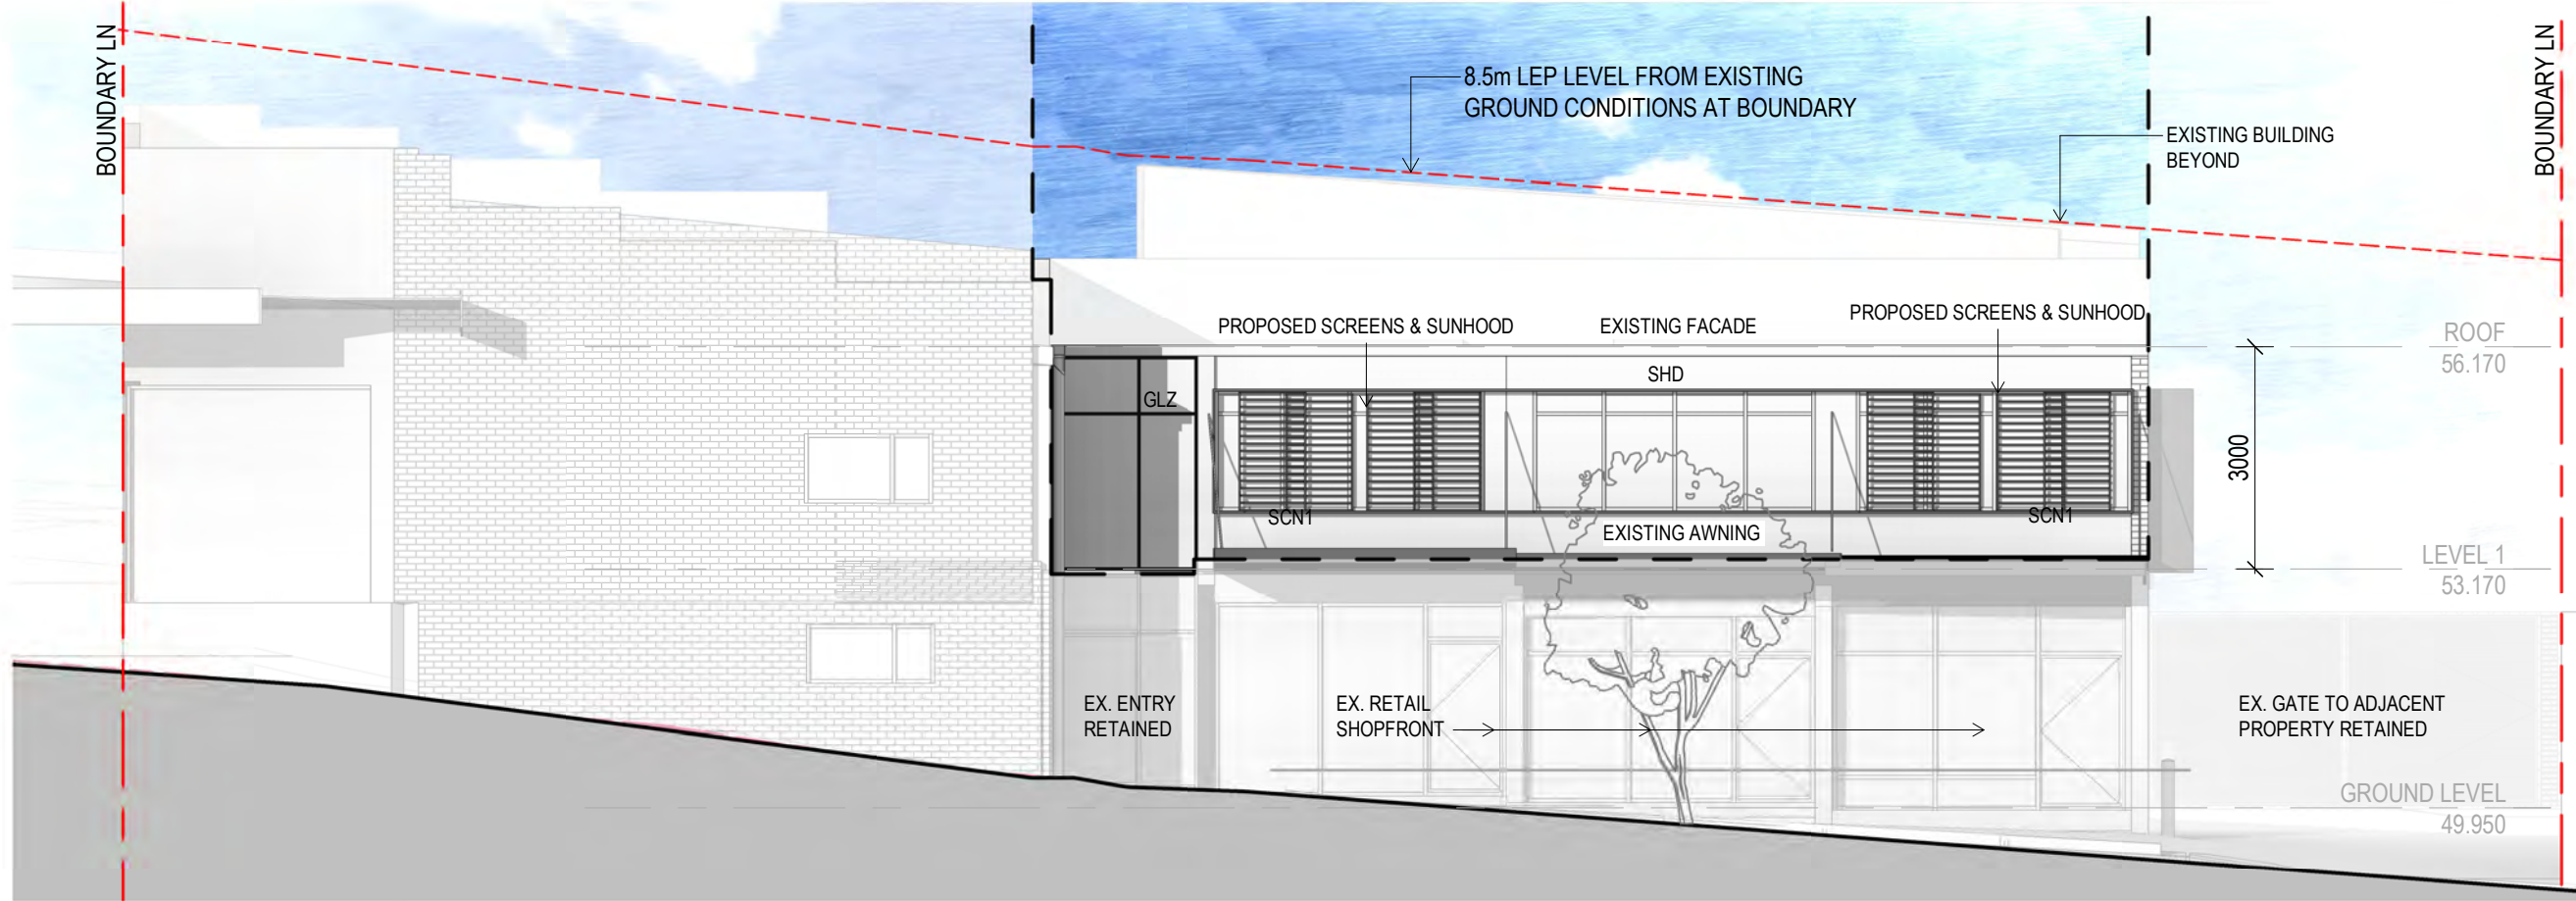 BOUNDARY LN
8.5m LEP LEVEL FROM EXISTING
GROUND CONDITIONS AT BOUNDARY
EXISTING BUILDING
BEYOND
BOUNDARY LN
PROPOSED SCREENS & SUNHOOD
EXISTING FACADE
PROPOSED SCREENS & SUNHOOD
ROOF
56.170
SHD
GLZ
3000
SCN1
SCN1
EXISTING AWNING
LEVEL 1
53.170
EX. ENTRY
RETAINED
EX. RETAIL
SHOPFRONT
EX. GATE TO ADJACENT
PROPERTY RETAINED
GROUND LEVEL
49.950